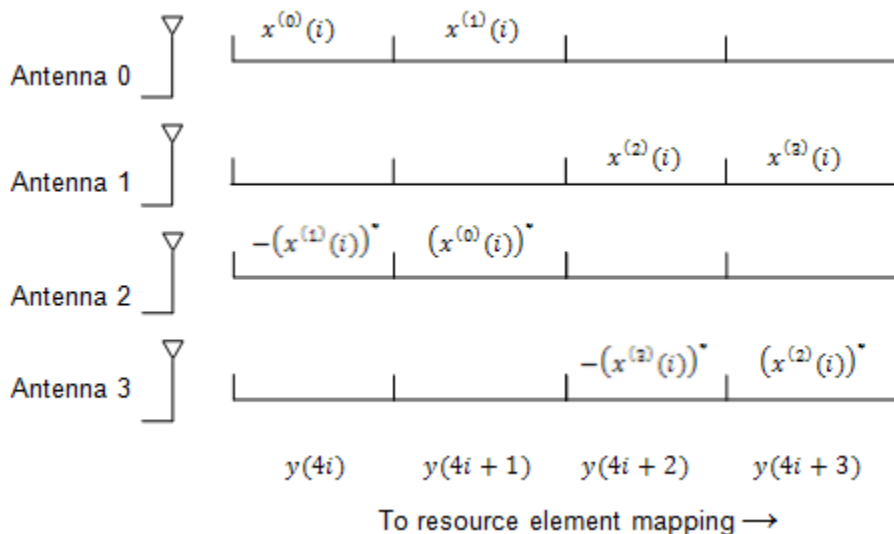 x⁽⁰⁾(i) x⁽¹⁾(i)
Antenna 0
x⁽²⁾(i) x⁽³⁾(i)
Antenna 1
−(x⁽¹⁾(i))* (x⁽⁰⁾(i))*
Antenna 2
−(x⁽³⁾(i))* (x⁽²⁾(i))*
Antenna 3
y(4i) y(4i + 1) y(4i + 2) y(4i + 3)
To resource element mapping →